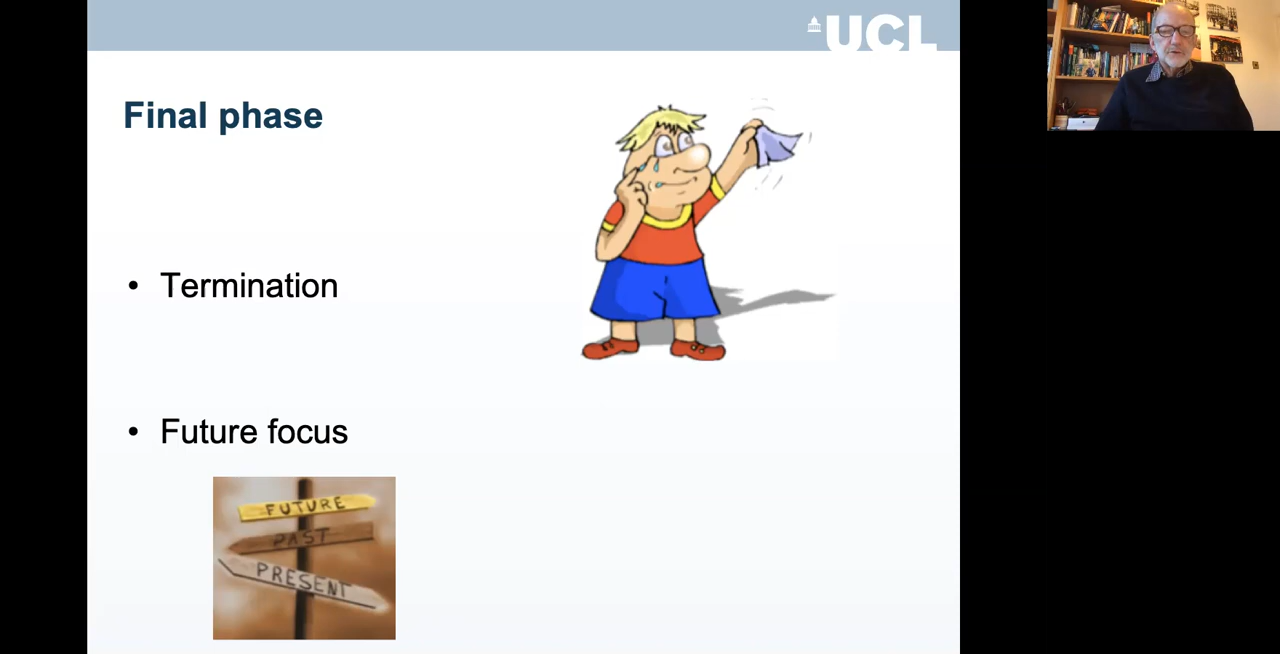 UCL
Final phase
• Termination
• Future focus
FUTURE
PAST
PRESENT